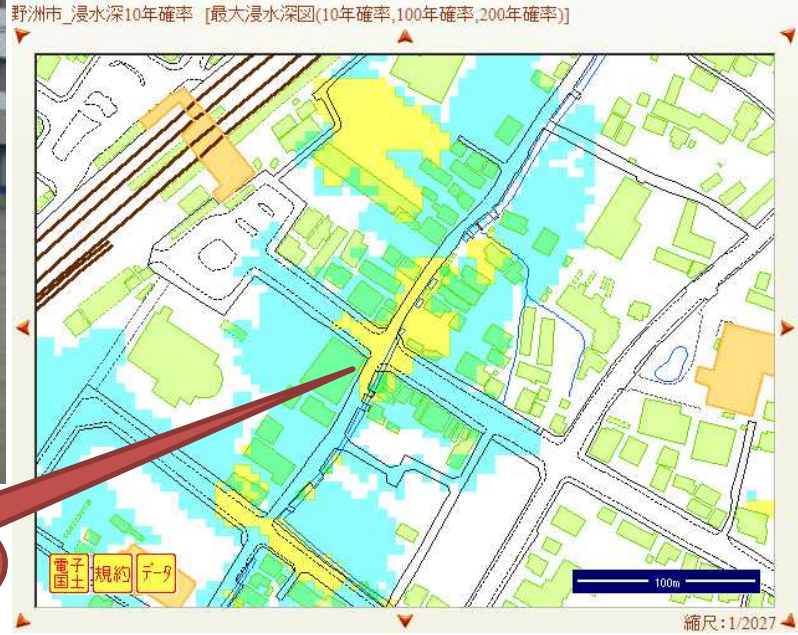 野洲市_浸水深10年確率 [最大浸水深図(10年確率,100年確率,200年確率)]
電子国土
規約
データ
100m
縮尺:1/2027